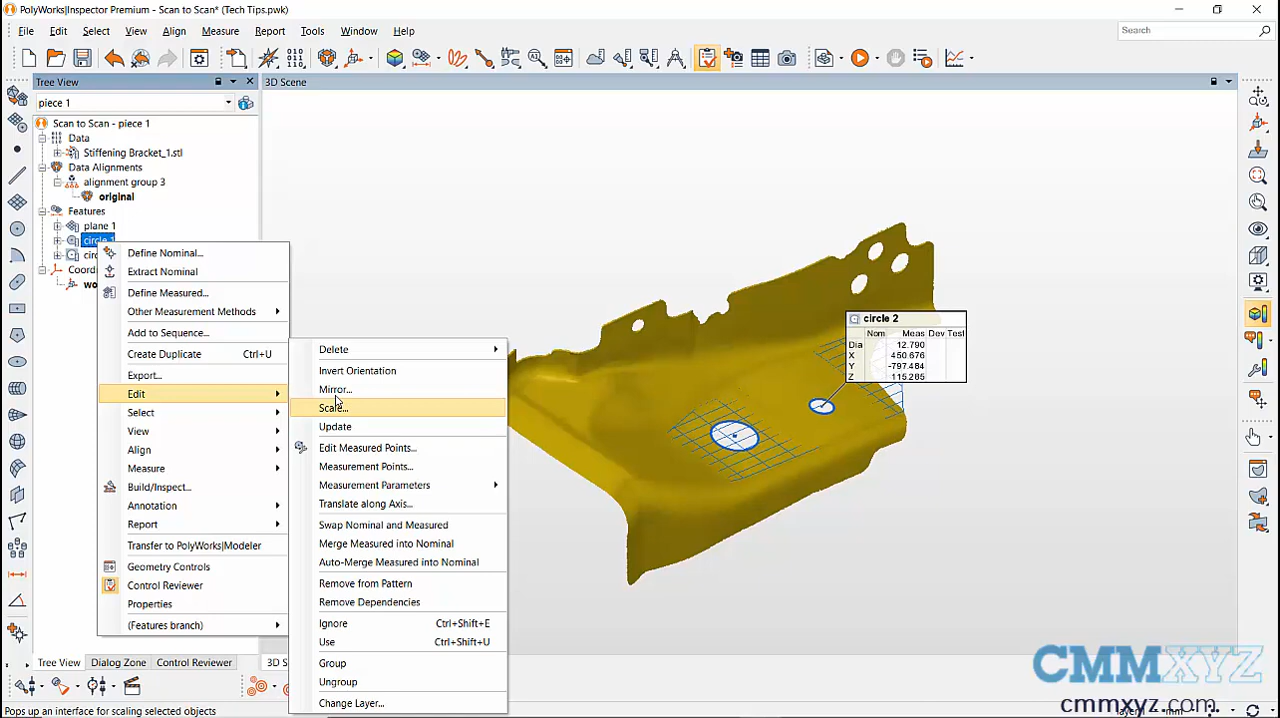 PolyWorks|Inspector Premium - Scan to Scan* (Tech Tips.pwk)
File Edit Select View Align Measure Report Tools Window Help
Search
Tree View
3D Scene
piece 1
Scan to Scan - piece 1
Data
Stiffening Bracket_1.stl
Data Alignments
alignment group 3
original
Features
plane 1
circle 1
circ
Coordi
wo
Define Nominal...
Extract Nominal
Define Measured...
Other Measurement Methods
Add to Sequence...
Create Duplicate Ctrl+U
Export...
Edit
Select
View
Align
Measure
Build/Inspect...
Annotation
Report
Transfer to PolyWorks|Modeler
Geometry Controls
Control Reviewer
Properties
(Features branch)
Delete
Invert Orientation
Mirror...
Scale...
Update
Edit Measured Points...
Measurement Points...
Measurement Parameters
Translate along Axis...
Swap Nominal and Measured
Merge Measured into Nominal
Auto-Merge Measured into Nominal
Remove from Pattern
Remove Dependencies
Ignore Ctrl+Shift+E
Use Ctrl+Shift+U
Group
Ungroup
Change Layer...
circle 2
Nom Meas Dev Test
Dia 12.790
X 450.676
Y -797.484
Z 115.285
Tree View Dialog Zone Control Reviewer
3D S
CMMXYZ
cmmxyz.com
Pops up an interface for scaling selected objects